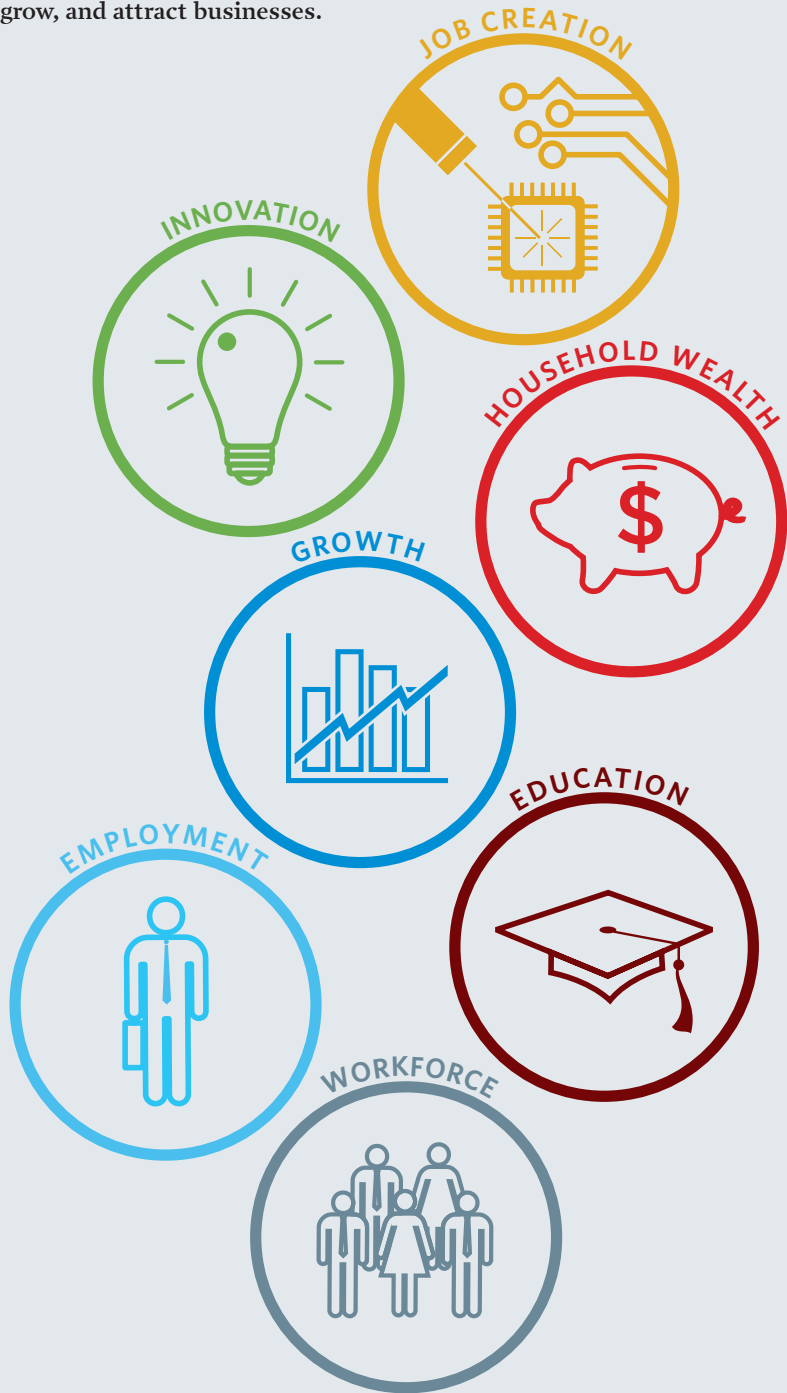 grow, and attract businesses.
JOB CREATION
INNOVATION
HOUSEHOLD WEALTH
$
GROWTH
EDUCATION
EMPLOYMENT
WORKFORCE